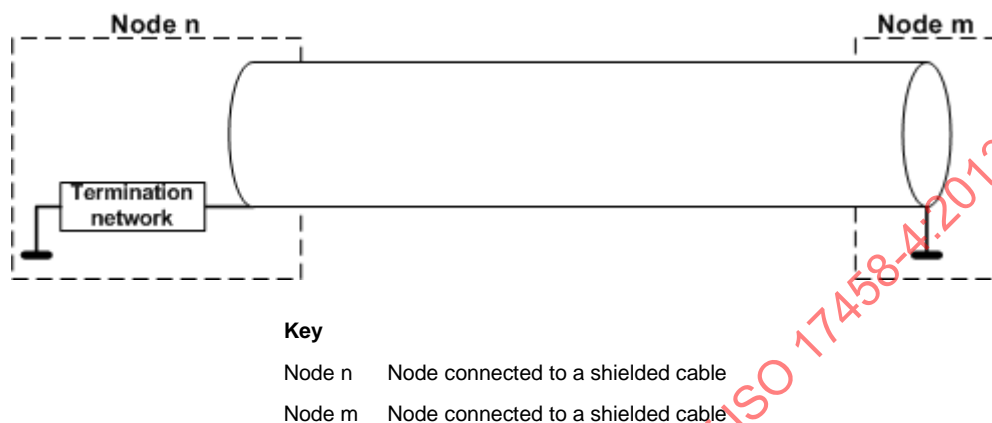 Node n
Node m
Termination
network
Key
Node n Node connected to a shielded cable
Node m Node connected to a shielded cable
ISO 17458-4:2013